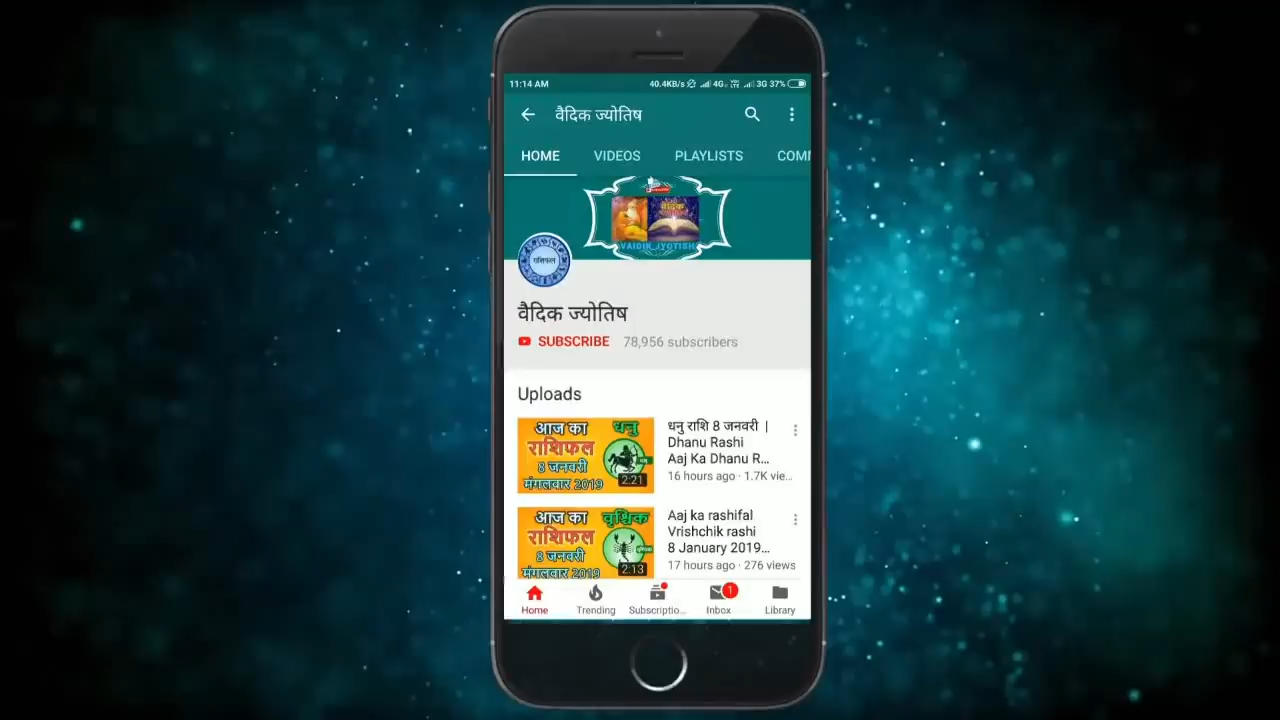 11:14 AM
40.4KB/s 4G 3G 37%
वैदिक ज्योतिष
HOME VIDEOS PLAYLISTS COMM
वैदिक
VAIDIK JYOTISH
राशिफल
वैदिक ज्योतिष
SUBSCRIBE 78,956 subscribers
Uploads
आज का धनु
राशिफल
8 जनवरी
मंगलवार 2019
2:21
धनु राशि 8 जनवरी |
Dhanu Rashi
Aaj Ka Dhanu R...
16 hours ago · 1.7K vie...
आज का वृश्चिक
राशिफल
8 जनवरी
मंगलवार 2019
2:13
Aaj ka rashifal
Vrishchik rashi
8 January 2019...
17 hours ago · 276 views
1
Home Trending Subscriptio... Inbox Library